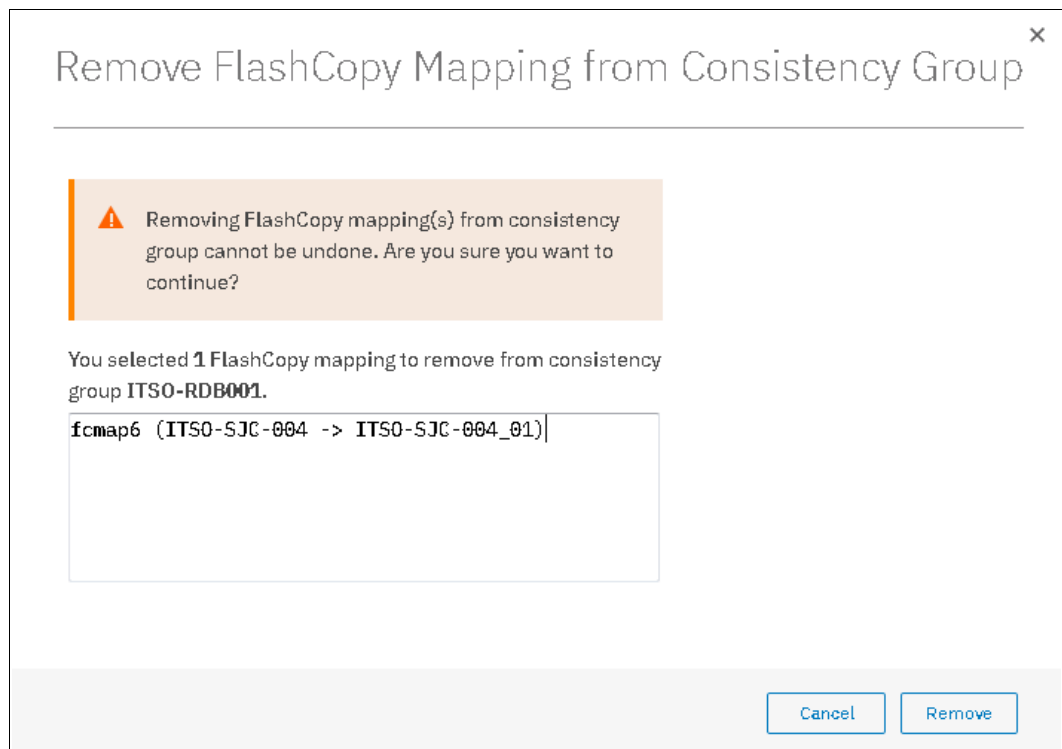 Remove FlashCopy Mapping from Consistency Group
Removing FlashCopy mapping(s) from consistency
group cannot be undone. Are you sure you want to
continue?
You selected 1 FlashCopy mapping to remove from consistency
group ITSO-RDB001.
fcmap6 (ITSO-SJC-004 -> ITSO-SJC-004_01)
Cancel
Remove